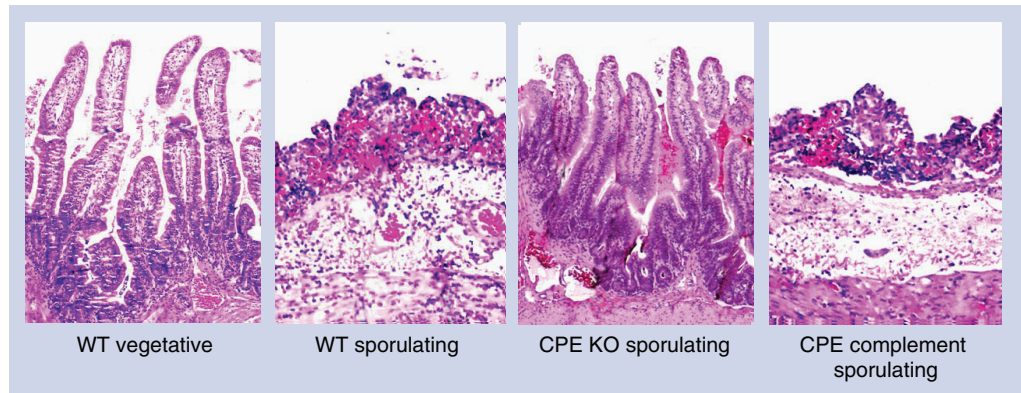 WT vegetative
WT sporulating
CPE KO sporulating
CPE complement
sporulating